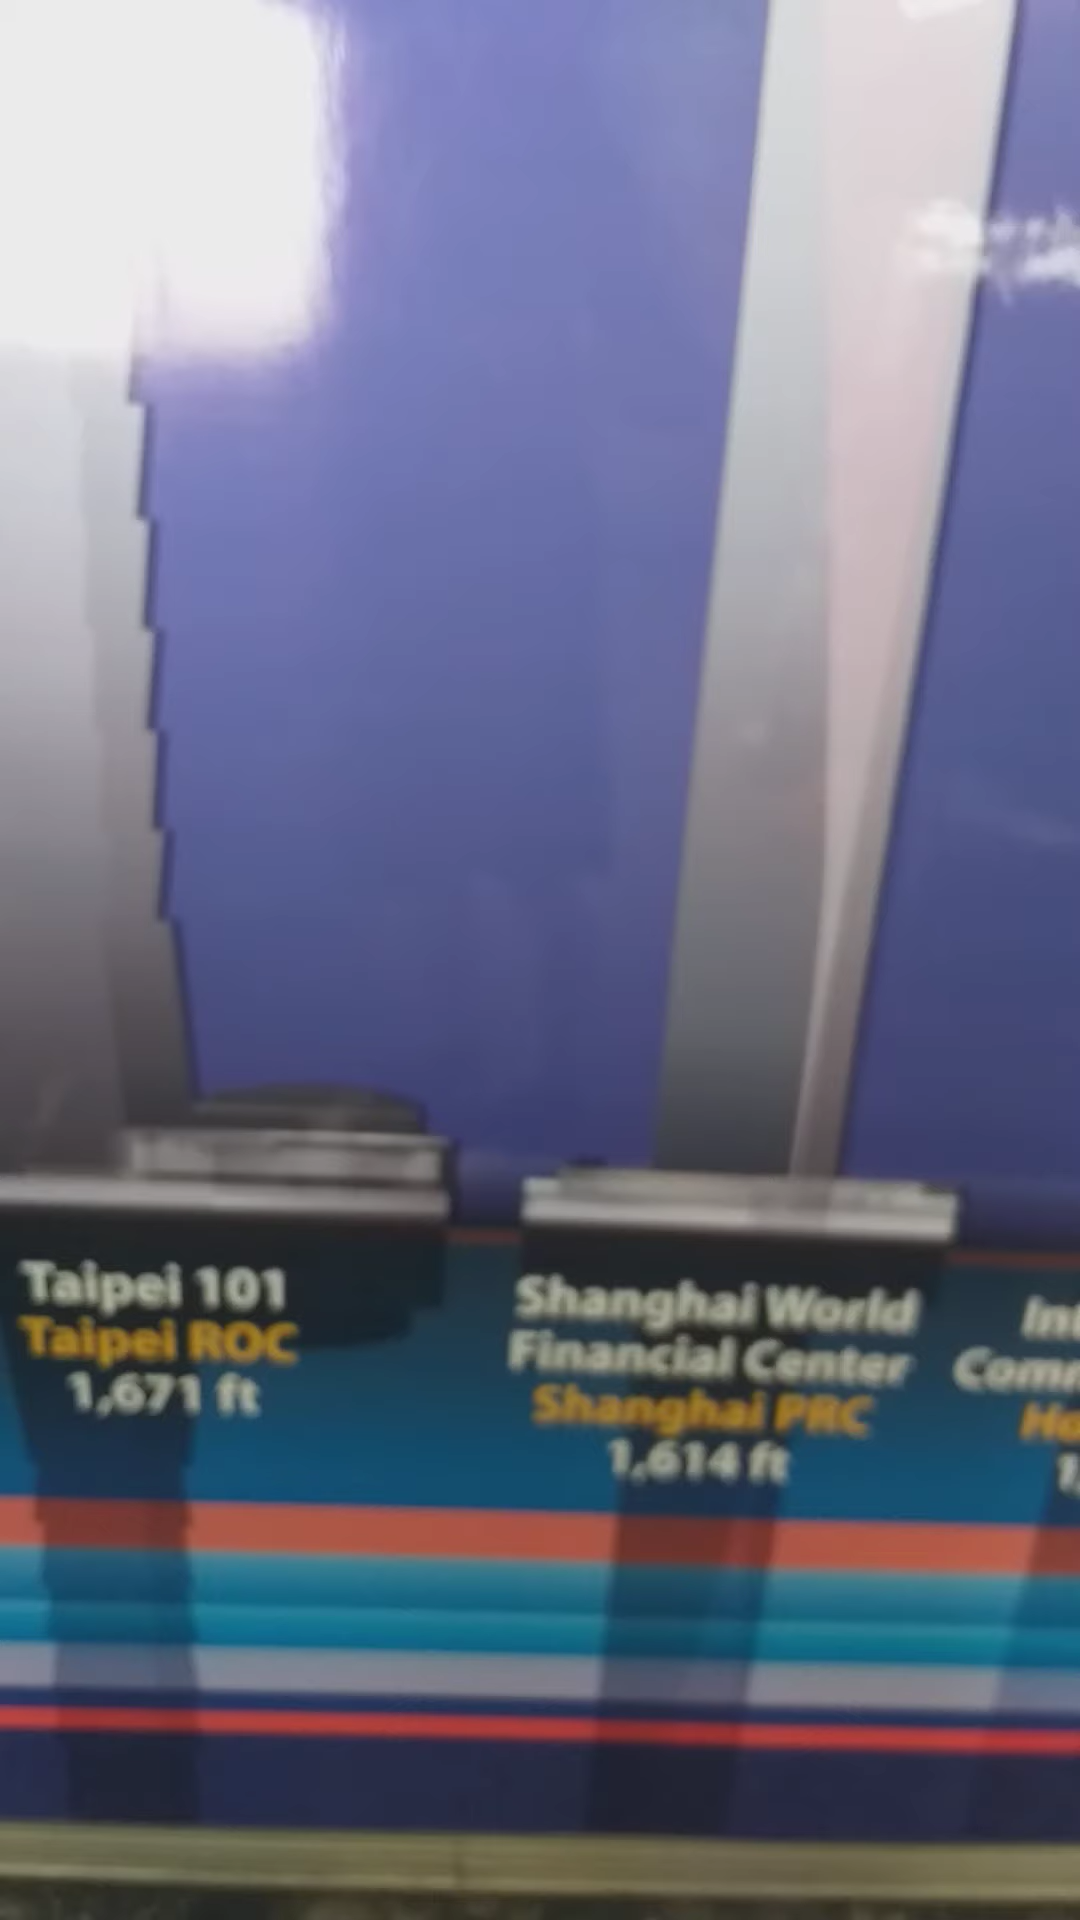 Taipei 101
Taipei ROC
1,671 ft
Shanghai World
Financial Center
Shanghai PRC
1,614 ft